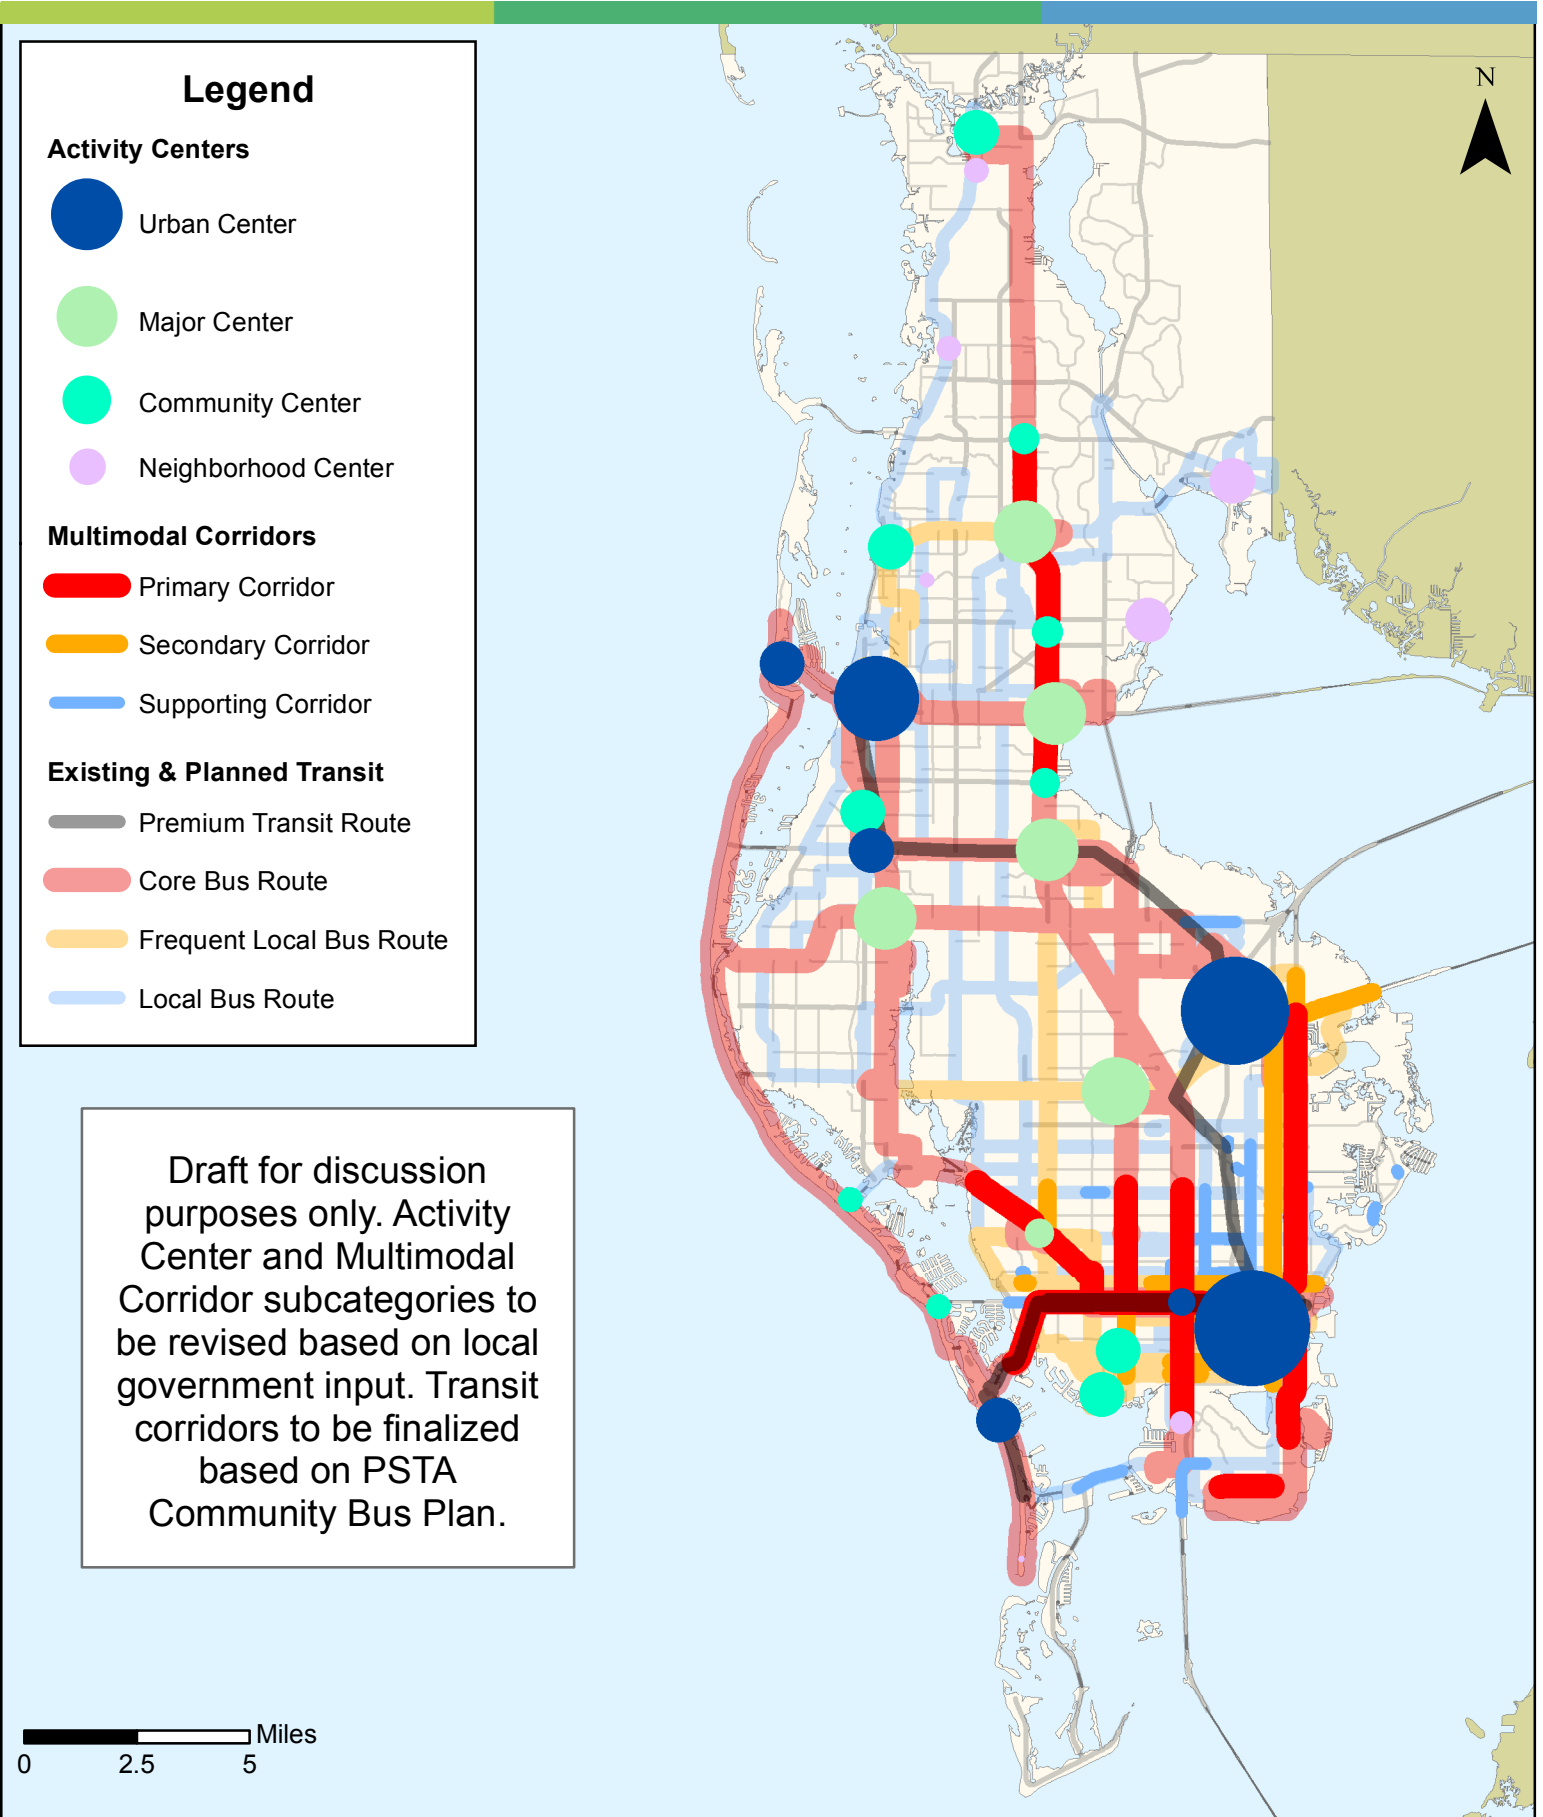 Legend
Activity Centers
Urban Center
Major Center
Community Center
Neighborhood Center
Multimodal Corridors
Primary Corridor
Secondary Corridor
Supporting Corridor
Existing & Planned Transit
Premium Transit Route
Core Bus Route
Frequent Local Bus Route
Local Bus Route
N
Draft for discussion
purposes only. Activity
Center and Multimodal
Corridor subcategories to
be revised based on local
government input. Transit
corridors to be finalized
based on PSTA
Community Bus Plan.
Miles
0 2.5 5